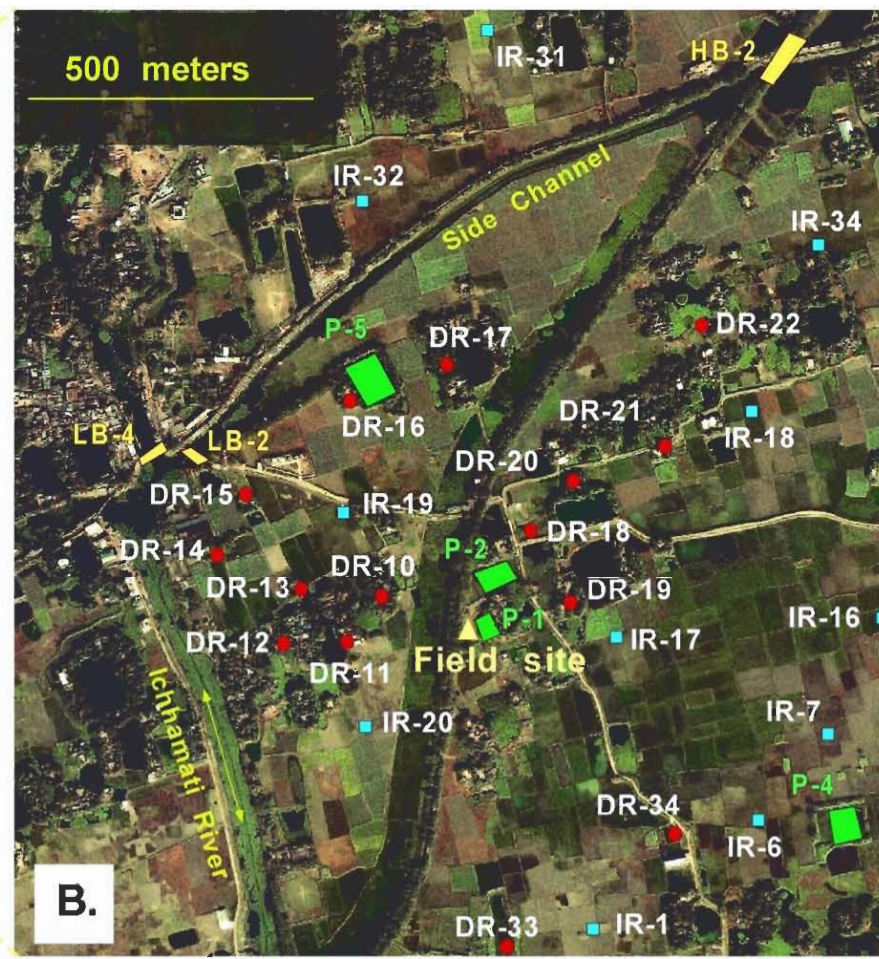 HB-2
IR-31
500 meters
Side Channel
IR-32
IR-34
P-5
DR-17
DR-22
DR-21
DR-16
IR-18
LB-4
LB-2
DR-20
DR-15
IR-19
DR-18
DR-14
P-2
DR-10
DR-13
DR-19
P-1
IR-16
DR-12
IR-17
Field site
DR-11
Ichhamati River
IR-20
IR-7
P-4
DR-34
IR-6
B.
DR-33
IR-1